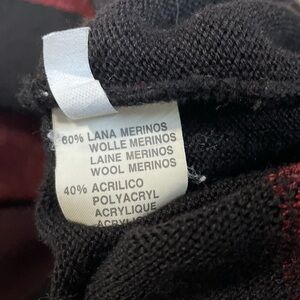 60% LANA MERINOS
WOLLE MERINOS
LAINE MERINOS
WOOL MERINOS
40% ACRILICO
POLYACRYL
ACRYLIQUE